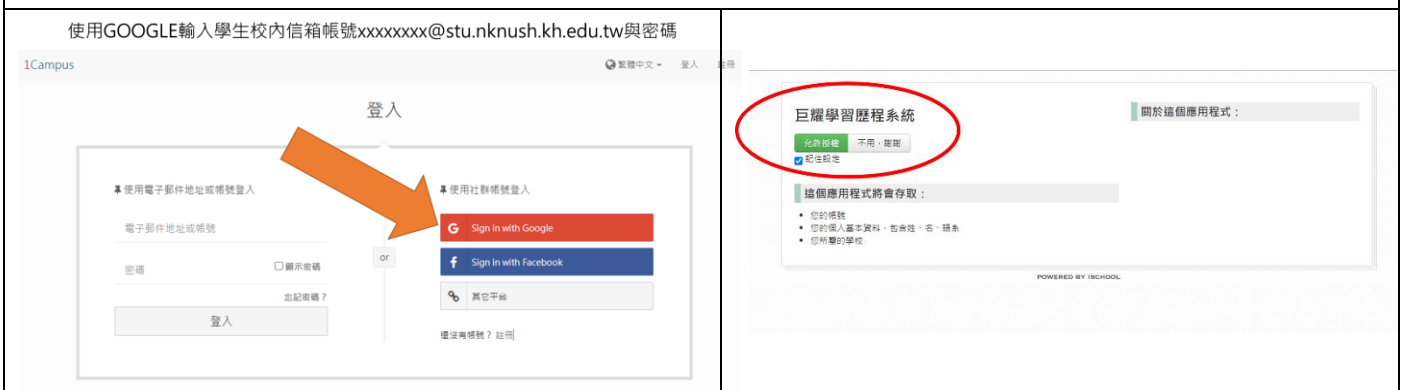 使用GOOGLE輸入學生校內信箱帳號xxxxxxxx@stu.nknush.kh.edu.tw與密碼
1Campus
繁體中文
登入
註冊
登入
使用電子郵件地址或帳號登入
電子郵件地址或帳號
密碼
顯示密碼
忘記密碼?
登入
or
使用社群帳號登入
Sign in with Google
Sign in with Facebook
其它平台
還沒有帳號? 註冊
巨耀學習歷程系統
允許授權
不用,謝謝
記住設定
關於這個應用程式:
這個應用程式將會存取:
您的帳號
您的個人基本資料,包含姓、名、語系
您所屬的學校
POWERED BY ISCHOOL